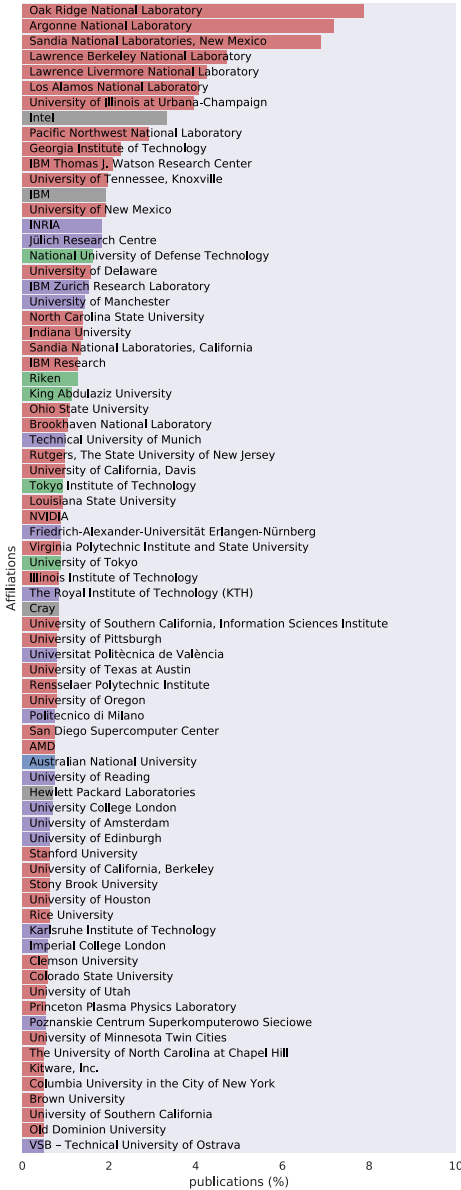 Oak Ridge National Laboratory
Argonne National Laboratory
Sandia National Laboratories, New Mexico
Lawrence Berkeley National Laboratory
Lawrence Livermore National Laboratory
Los Alamos National Laboratory
University of Illinois at Urbana-Champaign
Intel
Pacific Northwest National Laboratory
Georgia Institute of Technology
IBM Thomas J. Watson Research Center
University of Tennessee, Knoxville
IBM
University of New Mexico
INRIA
Jülich Research Centre
National University of Defense Technology
University of Delaware
IBM Zurich Research Laboratory
University of Manchester
North Carolina State University
Indiana University
Sandia National Laboratories, California
IBM Research
Riken
King Abdulaziz University
Ohio State University
Brookhaven National Laboratory
Technical University of Munich
Rutgers, The State University of New Jersey
University of California, Davis
Tokyo Institute of Technology
Louisiana State University
NVIDIA
Friedrich-Alexander-Universität Erlangen-Nürnberg
Virginia Polytechnic Institute and State University
University of Tokyo
Illinois Institute of Technology
The Royal Institute of Technology (KTH)
Cray
University of Southern California, Information Sciences Institute
University of Pittsburgh
Universitat Politècnica de València
University of Texas at Austin
Rensselaer Polytechnic Institute
University of Oregon
Politecnico di Milano
San Diego Supercomputer Center
AMD
Australian National University
University of Reading
Hewlett Packard Laboratories
University College London
University of Amsterdam
University of Edinburgh
Stanford University
University of California, Berkeley
Stony Brook University
University of Houston
Rice University
Karlsruhe Institute of Technology
Imperial College London
Clemson University
Colorado State University
University of Utah
Princeton Plasma Physics Laboratory
Poznanskie Centrum Superkomputerowo Sieciowe
University of Minnesota Twin Cities
The University of North Carolina at Chapel Hill
Kitware, Inc.
Columbia University in the City of New York
Brown University
University of Southern California
Old Dominion University
VSB – Technical University of Ostrava
Affiliations
0 2 4 6 8 10
publications (%)